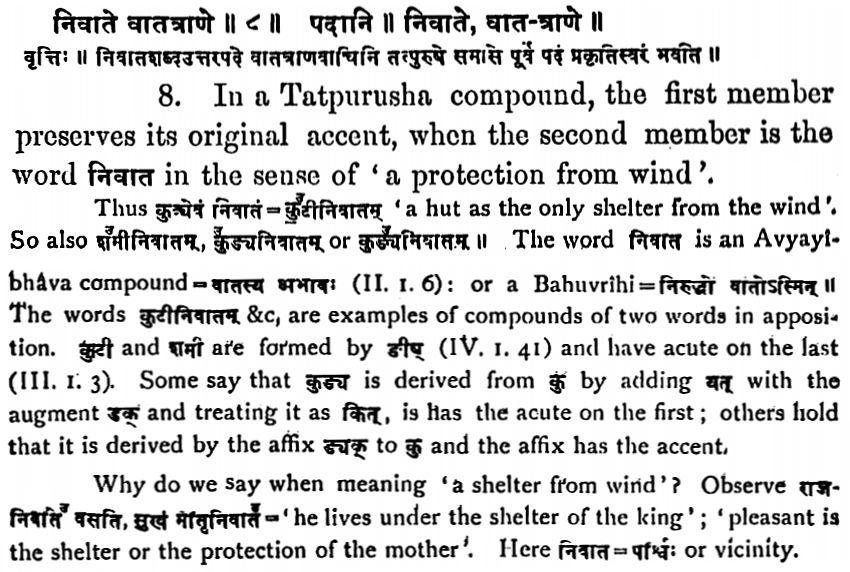 निवाते वातत्राणे ॥ ८ ॥ पदानि ॥ निवाते, वात-त्राणे ॥
वृत्तिः ॥ निवातशब्दउत्तरपदे वातत्राणवाचिनि तत्पुरुषे समासे पूर्वं पदं प्रकृतिस्वरं भवति ॥
8. In a Tatpurusha compound, the first member
preserves its original accent, when the second member is the
word निवात in the sense of ‘a protection from wind’.
Thus कुट्येवं निवातं = कुटी᳚निवातम् ‘a hut as the only shelter from the wind’.
So also शमी᳚निवातम्, कु᳚ड्यनिवातम् or कुड्य᳚निवातम् ॥ The word निवात is an Avyayî-
bhâva compound = वातस्य अभावः (II. 1. 6): or a Bahuvrîhi = निरुद्धो वातोऽस्मिन् ॥
The words कुटीनिवातम् &c, are examples of compounds of two words in apposi-
tion. कुटी and शमी are formed by ङीष् (IV. 1. 41) and have acute on the last
(III. 1. 3). Some say that कुड्य is derived from कु by adding यत् with the
augment डक् and treating it as कित्, is has the acute on the first; others hold
that it is derived by the affix ड्यक् to कु and the affix has the accent.
Why do we say when meaning ‘a shelter from wind’? Observe राज-
निवाते᳚ वसति, सुखं मातृनिवातं᳚ = ‘he lives under the shelter of the king’; ‘pleasant is
the shelter or the protection of the mother’. Here निवात = पार्श्वः or vicinity.